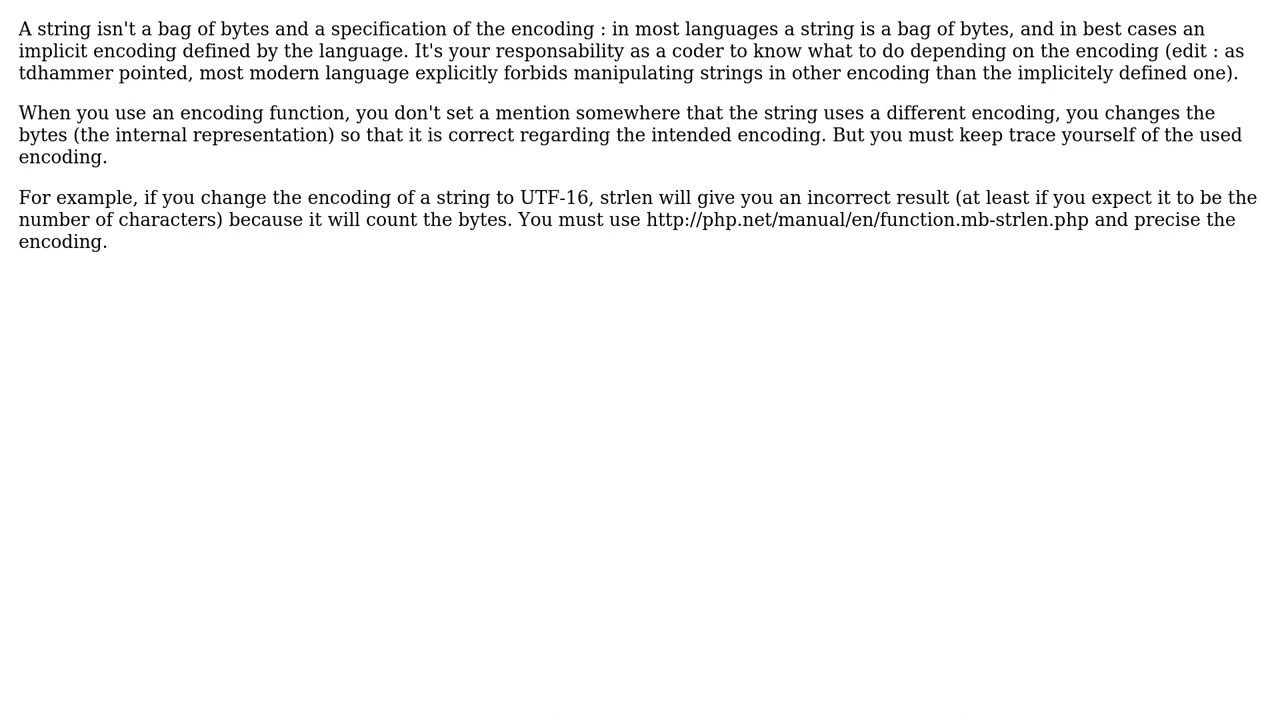 A string isn't a bag of bytes and a specification of the encoding : in most languages a string is a bag of bytes, and in best cases an
implicit encoding defined by the language. It's your responsability as a coder to know what to do depending on the encoding (edit : as
tdhammer pointed, most modern language explicitly forbids manipulating strings in other encoding than the implicitely defined one).
When you use an encoding function, you don't set a mention somewhere that the string uses a different encoding, you changes the
bytes (the internal representation) so that it is correct regarding the intended encoding. But you must keep trace yourself of the used
encoding.
For example, if you change the encoding of a string to UTF-16, strlen will give you an incorrect result (at least if you expect it to be the
number of characters) because it will count the bytes. You must use http://php.net/manual/en/function.mb-strlen.php and precise the
encoding.